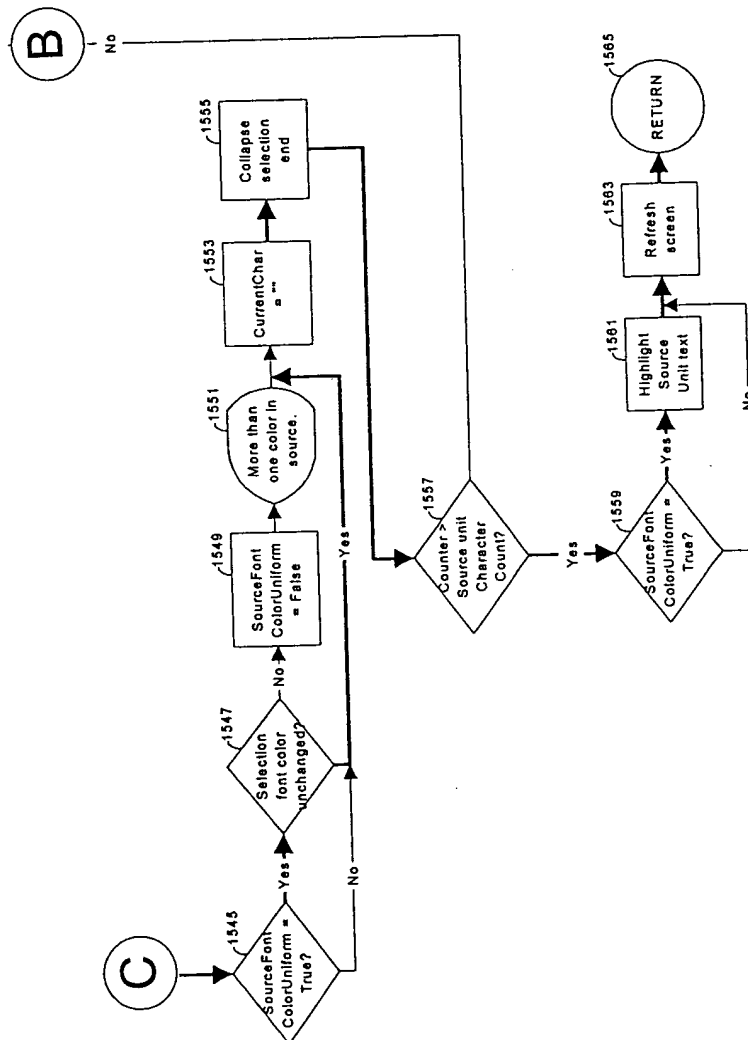 C
1545
SourceFont
ColorUniform =
True?
Yes
No
1547
Selection
font color
unchanged?
No
Yes
1549
SourceFont
ColorUniform
= False
1551
More than
one color in
source.
1553
CurrentChar
= ""
1555
Collapse
selection
end
B
No
1557
Counter >
Source unit
Character
Count?
Yes
1559
SourceFont
ColorUniform =
True?
Yes
No
1561
Highlight
Source
Unit text
1563
Refresh
screen
1565
RETURN